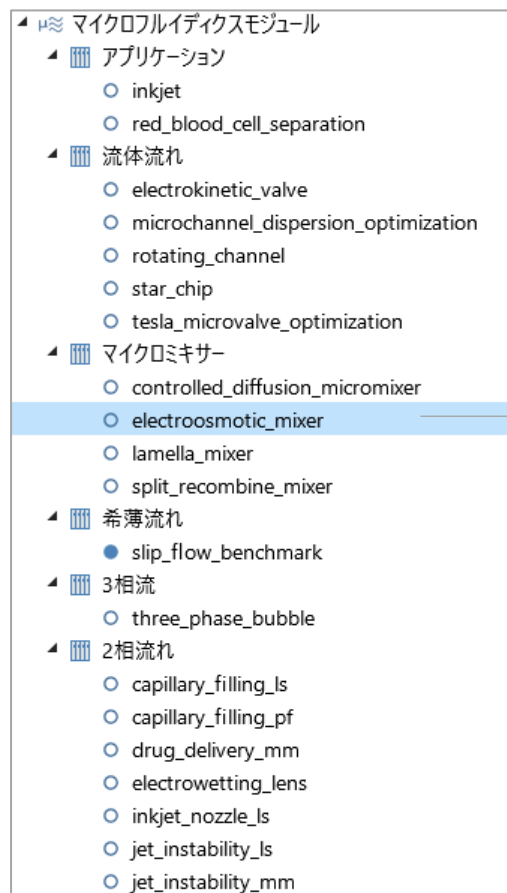 μ≋ マイクロフルイディクスモジュール
アプリケーション
inkjet
red_blood_cell_separation
流体流れ
electrokinetic_valve
microchannel_dispersion_optimization
rotating_channel
star_chip
tesla_microvalve_optimization
マイクロミキサー
controlled_diffusion_micromixer
electroosmotic_mixer
lamella_mixer
split_recombine_mixer
希薄流れ
slip_flow_benchmark
3相流
three_phase_bubble
2相流れ
capillary_filling_ls
capillary_filling_pf
drug_delivery_mm
electrowetting_lens
inkjet_nozzle_ls
jet_instability_ls
jet_instability_mm